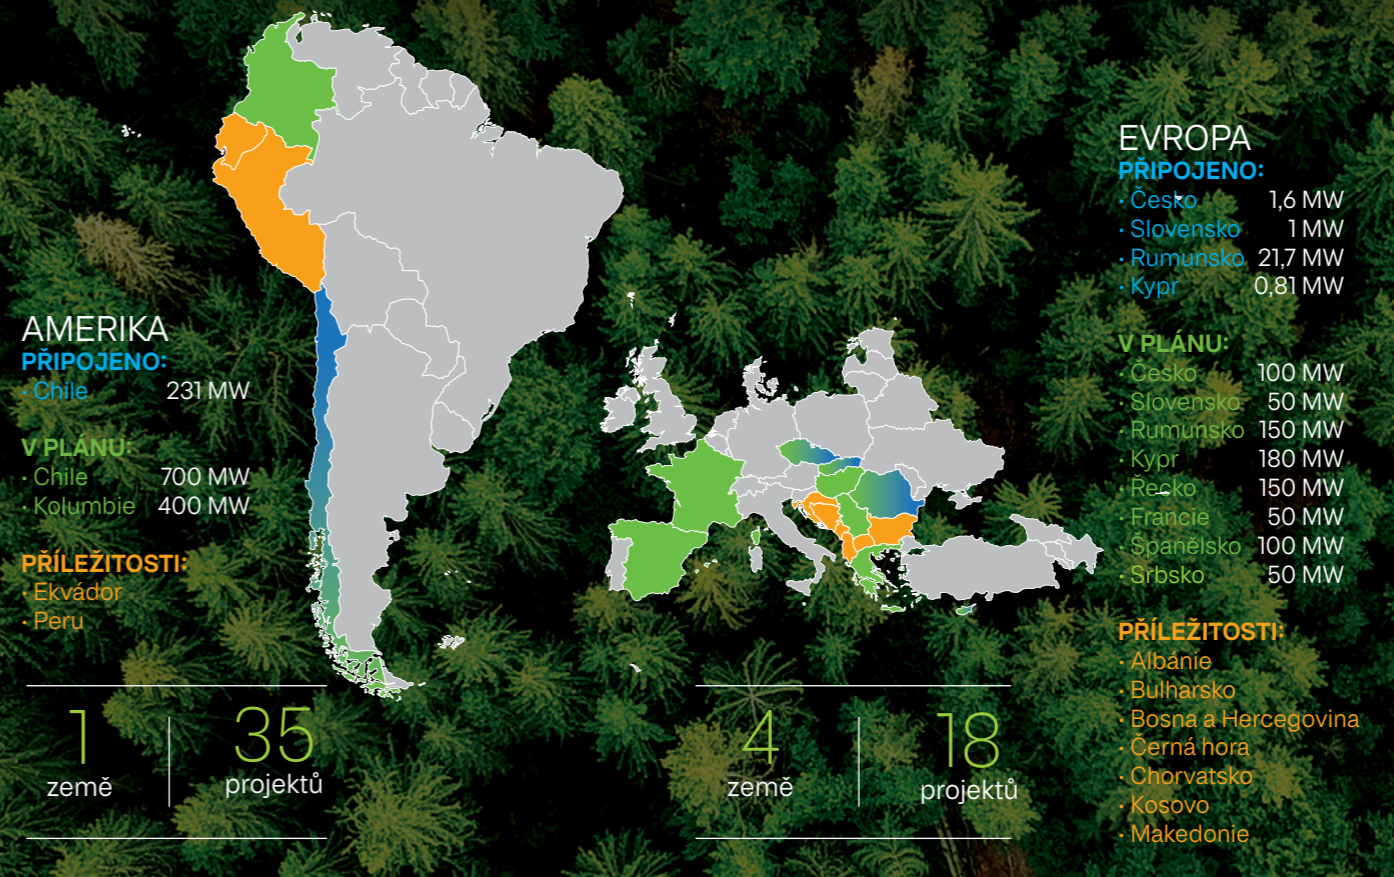 AMERIKA
PŘIPOJENO:
· Chile 231 MW
V PLÁNU:
· Chile 700 MW
· Kolumbie 400 MW
PŘÍLEŽITOSTI:
· Ekvádor
· Peru
1
země
35
projektů
EVROPA
PŘIPOJENO:
· Česko 1,6 MW
· Slovensko 1 MW
· Rumunsko 21,7 MW
· Kypr 0,81 MW
V PLÁNU:
· Česko 100 MW
· Slovensko 50 MW
· Rumunsko 150 MW
· Kypr 180 MW
· Řecko 150 MW
· Francie 50 MW
· Španělsko 100 MW
· Srbsko 50 MW
PŘÍLEŽITOSTI:
· Albánie
· Bulharsko
· Bosna a Hercegovina
· Černá hora
· Chorvatsko
· Kosovo
· Makedonie
4
země
18
projektů